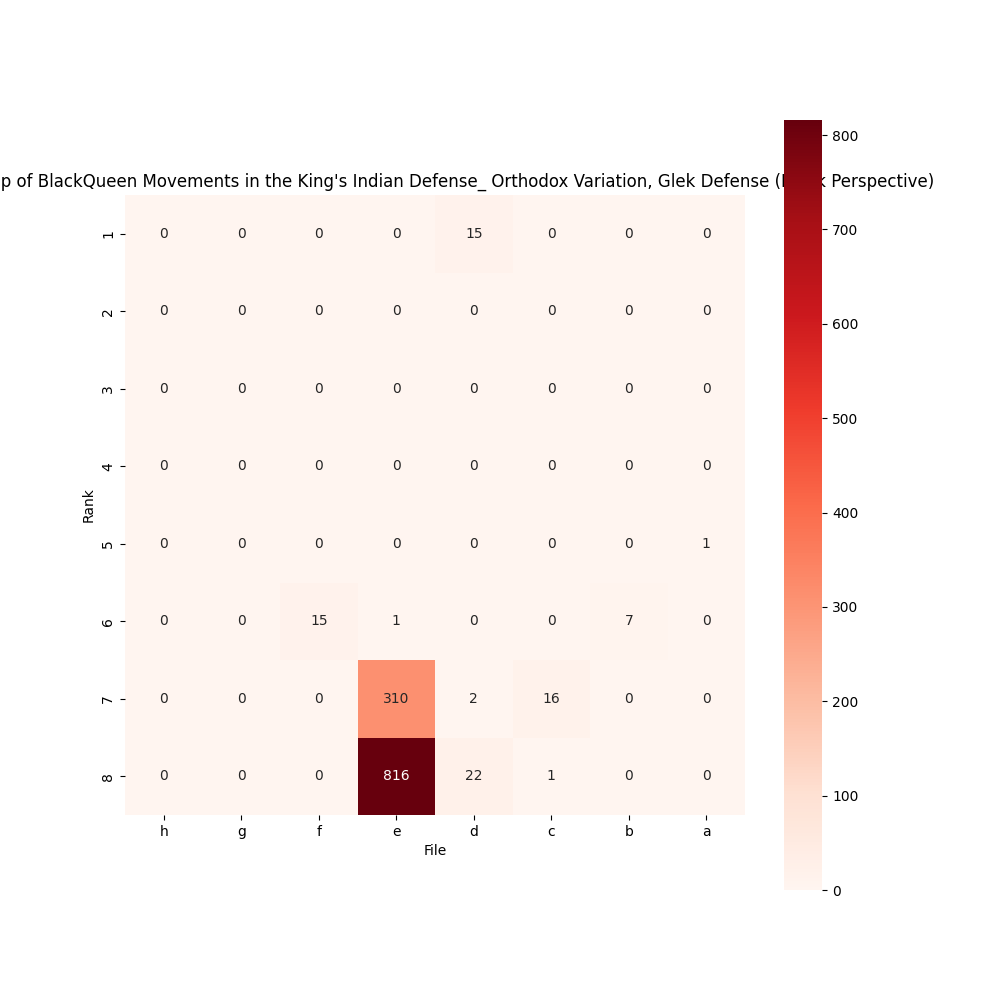 p of BlackQueen Movements in the King's Indian Defense_ Orthodox Variation, Glek Defense ( k Perspective)
1 0 0 0 0 15 0 0 0
2 0 0 0 0 0 0 0 0
3 0 0 0 0 0 0 0 0
4 0 0 0 0 0 0 0 0
5 0 0 0 0 0 0 0 1
6 0 0 15 1 0 0 7 0
7 0 0 0 310 2 16 0 0
8 0 0 0 816 22 1 0 0
h g f e d c b a
File
Rank
800
700
600
500
400
300
200
100
0